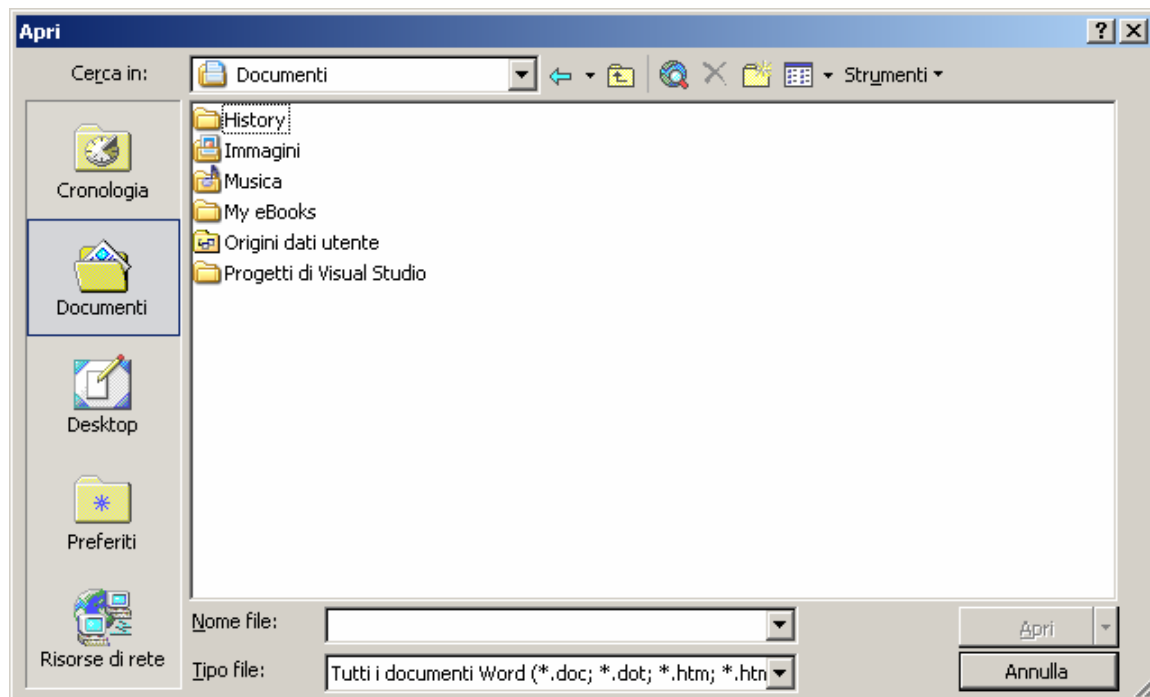 Apri
Cerca in:
Documenti
Strumenti
Cronologia
Documenti
Desktop
Preferiti
Risorse di rete
History
Immagini
Musica
My eBooks
Origini dati utente
Progetti di Visual Studio
Nome file:
Apri
Tipo file:
Tutti i documenti Word (*.doc; *.dot; *.htm; *.htn
Annulla